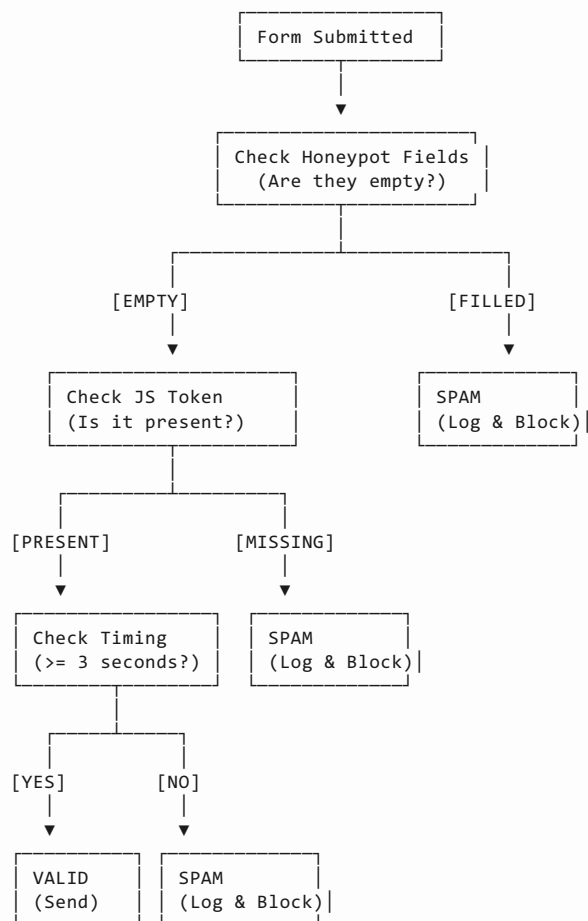 Form Submitted
Check Honeypot Fields
(Are they empty?)
[EMPTY] [FILLED]
Check JS Token SPAM
(Is it present?) (Log & Block)
[PRESENT] [MISSING]
Check Timing SPAM
(>= 3 seconds?) (Log & Block)
[YES] [NO]
VALID SPAM
(Send) (Log & Block)